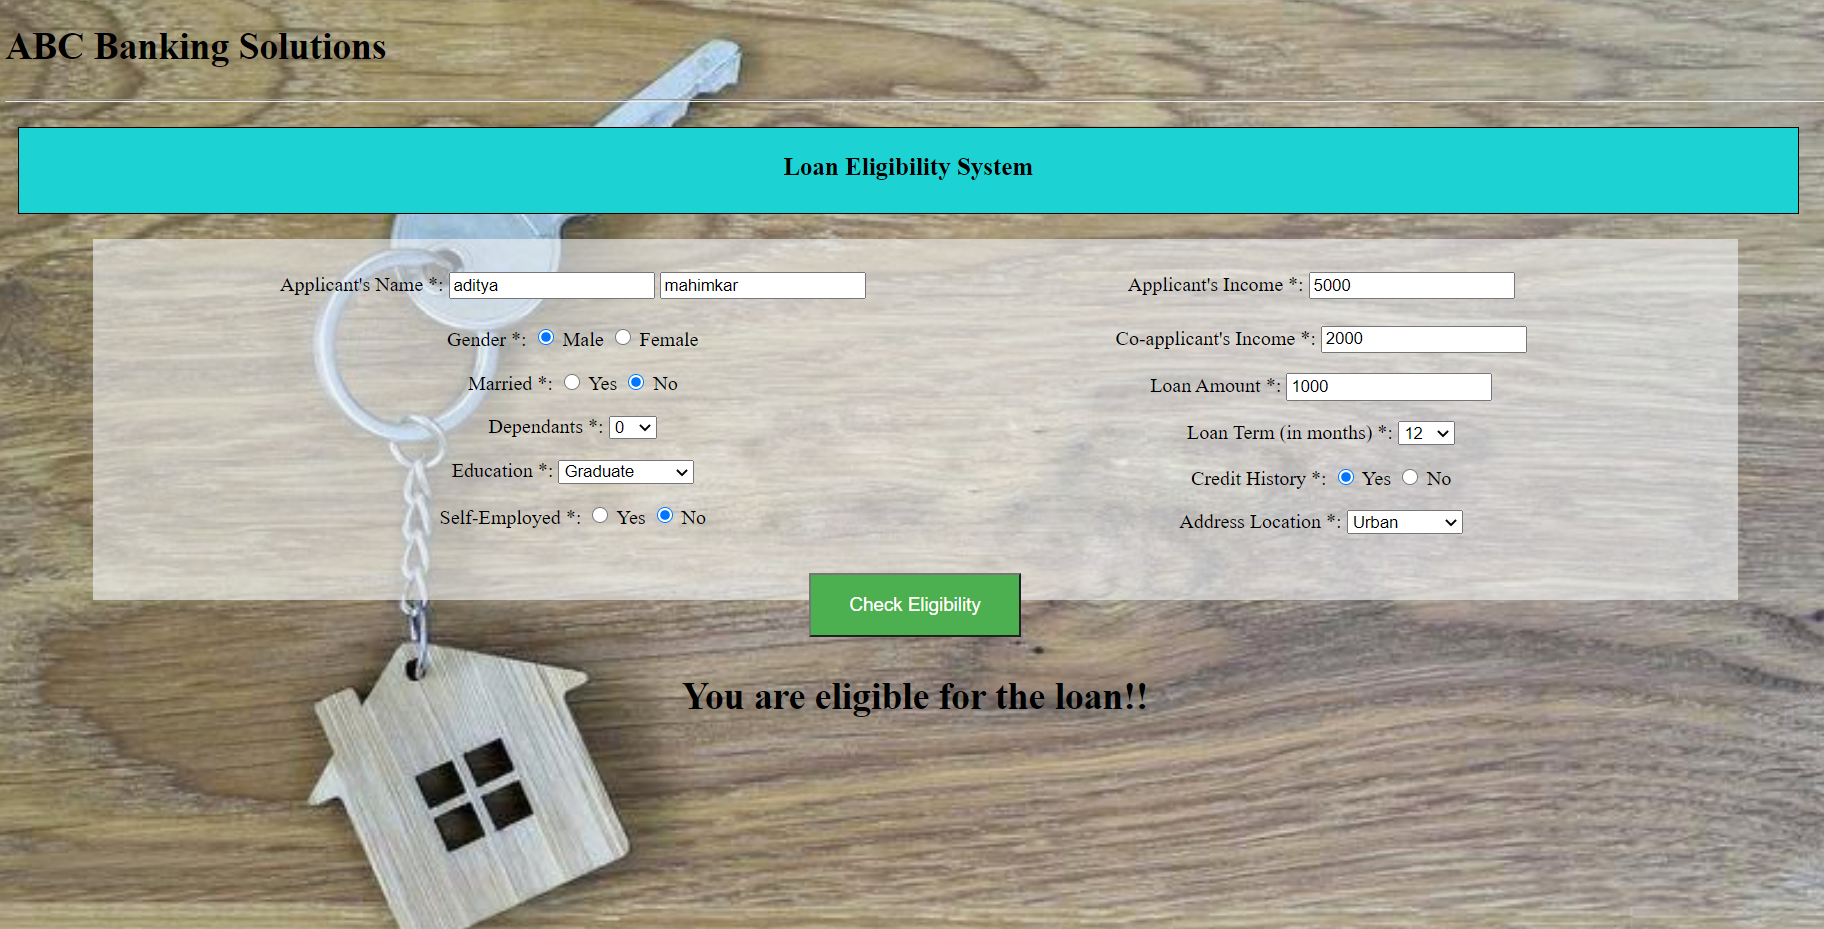 ABC Banking Solutions
Loan Eligibility System
Applicant's Name *: aditya mahimkar
Gender *: Male Female
Married *: Yes No
Dependants *: 0
Education *: Graduate
Self-Employed *: Yes No
Applicant's Income *: 5000
Co-applicant's Income *: 2000
Loan Amount *: 1000
Loan Term (in months) *: 12
Credit History *: Yes No
Address Location *: Urban
Check Eligibility
You are eligible for the loan!!